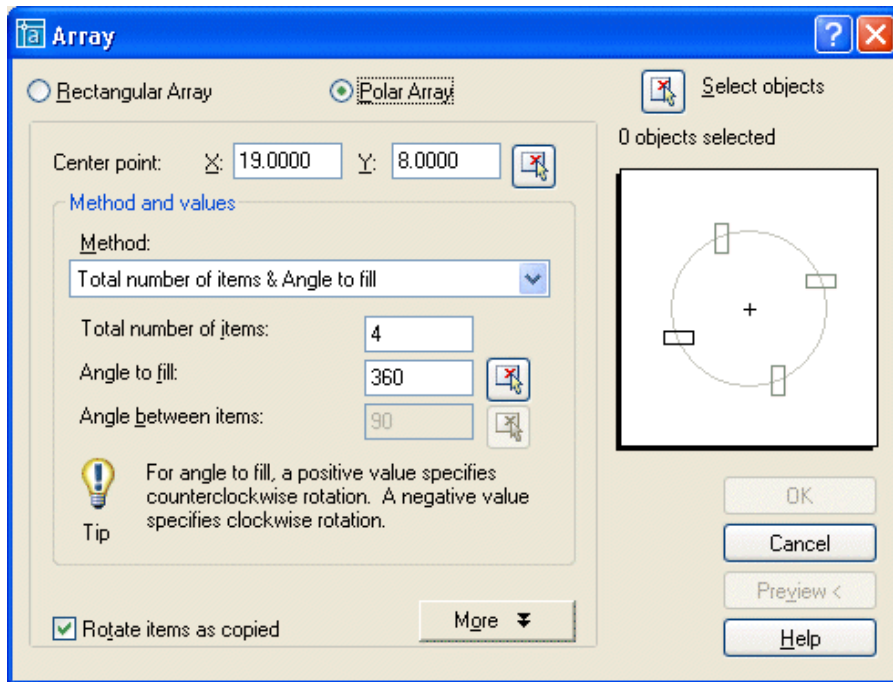 Array
Rectangular Array
Polar Array
Select objects
0 objects selected
Center point: X: 19.0000 Y: 8.0000
Method and values
Method:
Total number of items & Angle to fill
Total number of items: 4
Angle to fill: 360
Angle between items: 90
For angle to fill, a positive value specifies
counterclockwise rotation. A negative value
specifies clockwise rotation.
Tip
Rotate items as copied
More
OK
Cancel
Preview <
Help